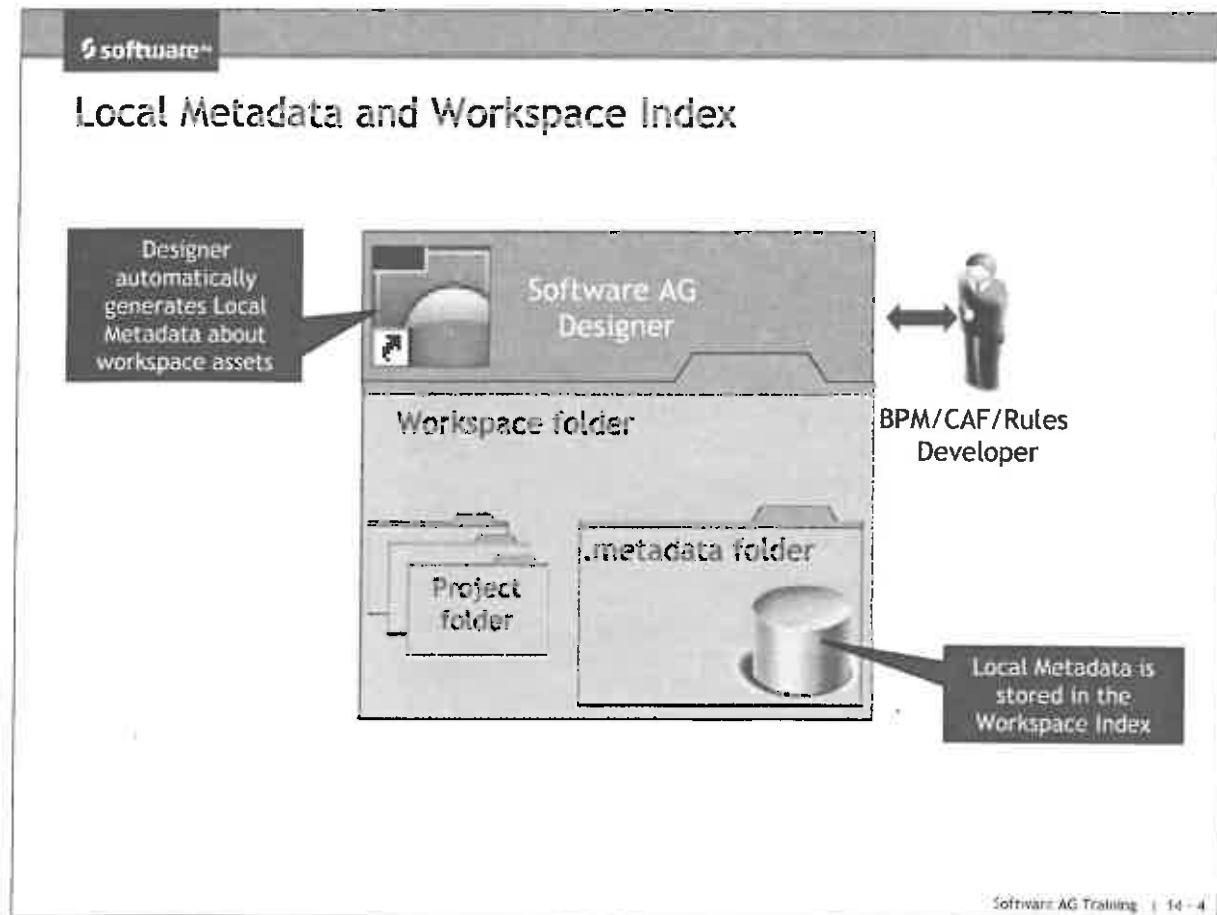 software
Local Metadata and Workspace Index
Designer
automatically
generates Local
Metadata about
workspace assets
Software AG
Designer
Workspace folder
BPM/CAF/Rules
Developer
.metadata folder
Project
folder
Local Metadata is
stored in the
Workspace Index
Software AG Training | 14 - 4